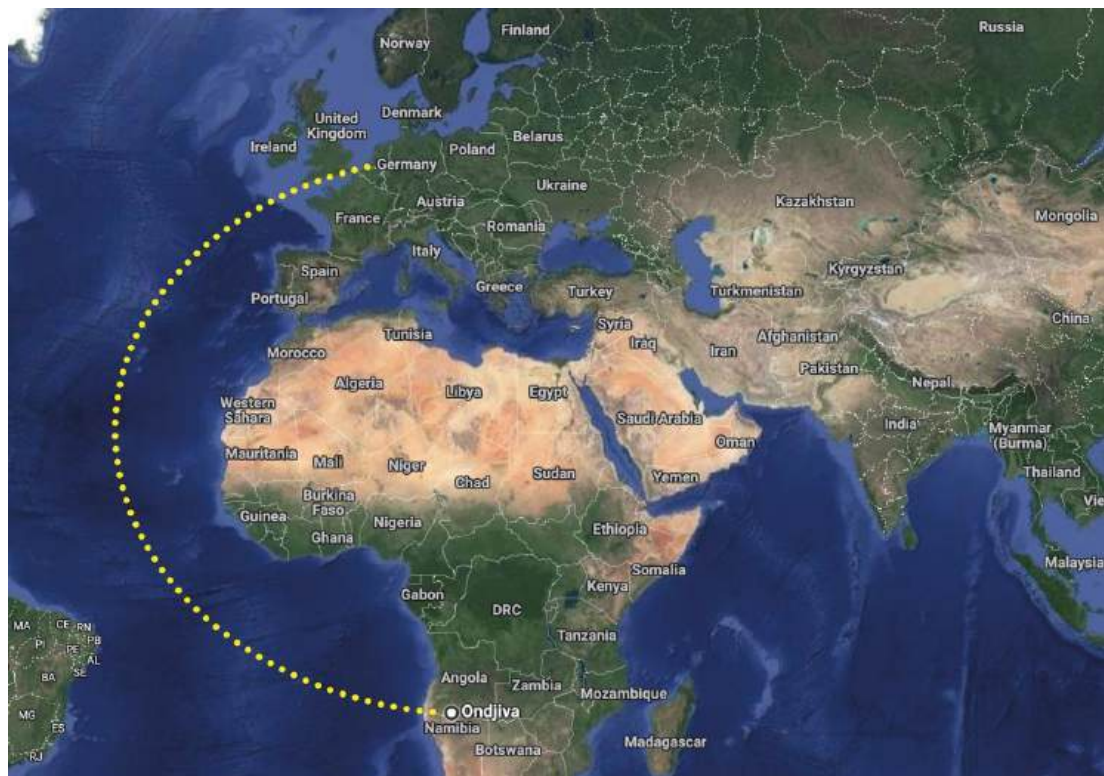 Finland
Russia
Norway
Denmark
United
Kingdom
Ireland
Belarus
Poland
Germany
Ukraine
Austria
Kazakhstan
France
Romania
Mongolia
Italy
Spain
Kyrgyzstan
Greece
Turkey
Turkmenistan
Portugal
China
Syria
Tunisia
Afghanistan
Iraq
Iran
Morocco
Pakistan
Algeria
Libya
Egypt
Nepal
Western
Sahara
Saudi Arabia
India
Myanmar
(Burma)
Oman
Mauritania
Mali
Niger
Sudan
Chad
Yemen
Thailand
Burkina
Faso
Vie
Guinea
Nigeria
Ethiopia
Ghana
Malaysia
Somalia
Kenya
Gabon
DRC
MA
CE
RN
PI
PB
PE
AL
SE
BA
Tanzania
Angola
Zambia
Mozambique
MG
ES
RJ
Ondjiva
Namibia
Madagascar
Botswana